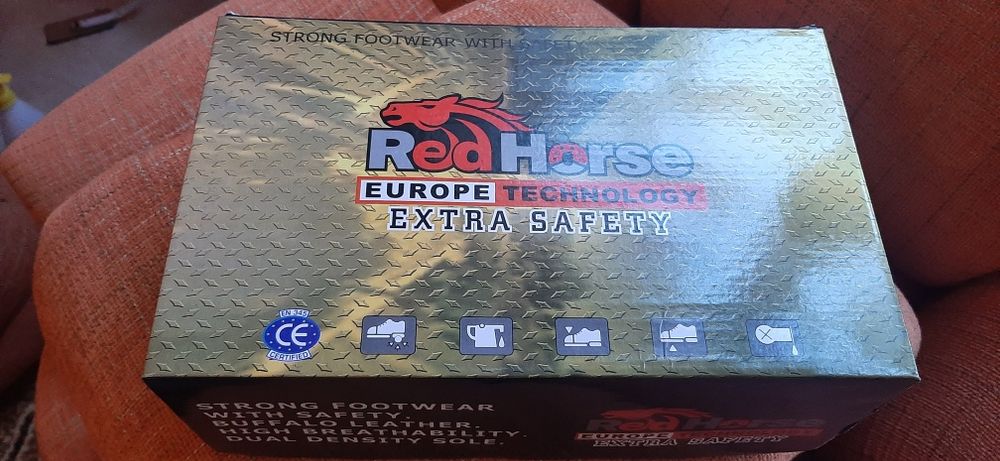 STRONG FOOTWEAR WITH SAFETY
Red Horse
EUROPE TECHNOLOGY
EXTRA SAFETY
EN 345
CE
CERTIFIED
STRONG FOOTWEAR
WITH SAFETY.
BUFFALO LEATHER.
HIGH BREATHABILITY.
DUAL DENSITY SOLE.
Red Horse
EUROPE TECHNOLOGY
EXTRA SAFETY